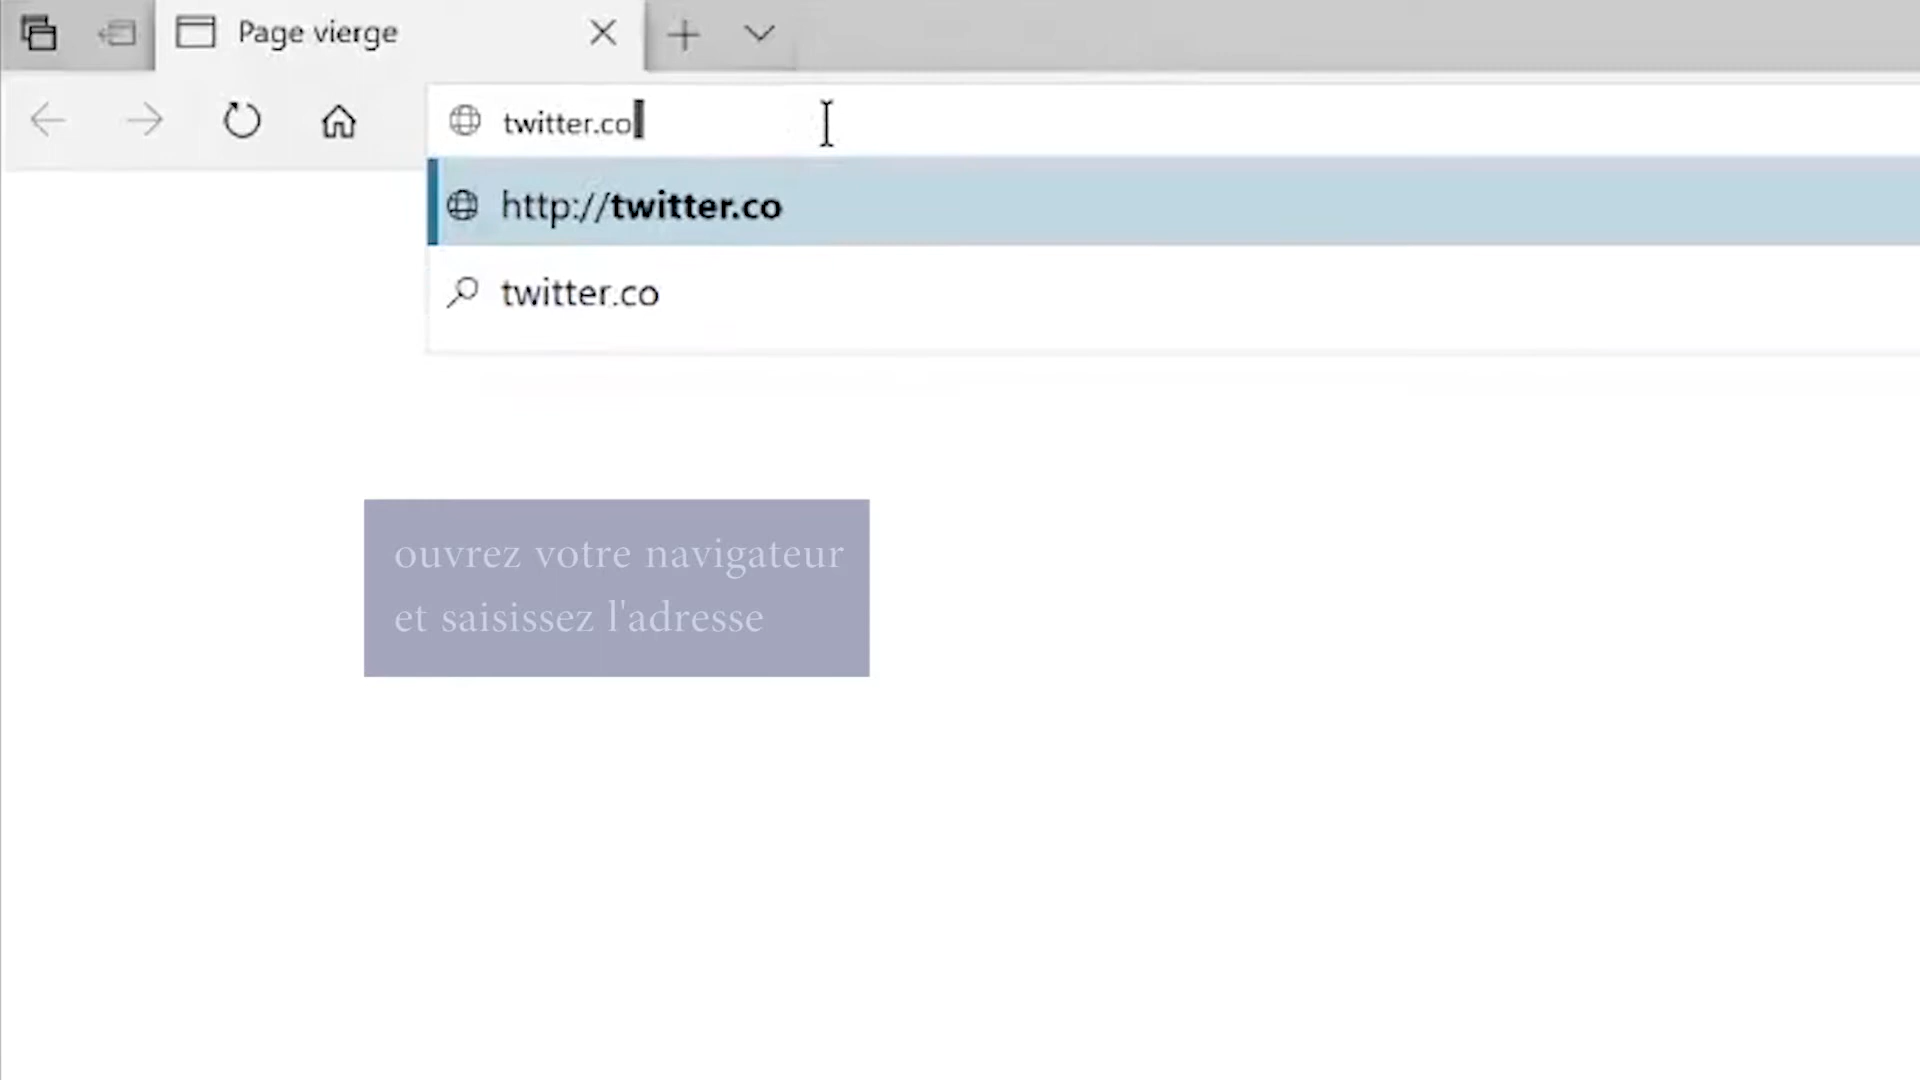 Page vierge
twitter.co
http://twitter.co
twitter.co
ouvrez votre navigateur
et saisissez l'adresse